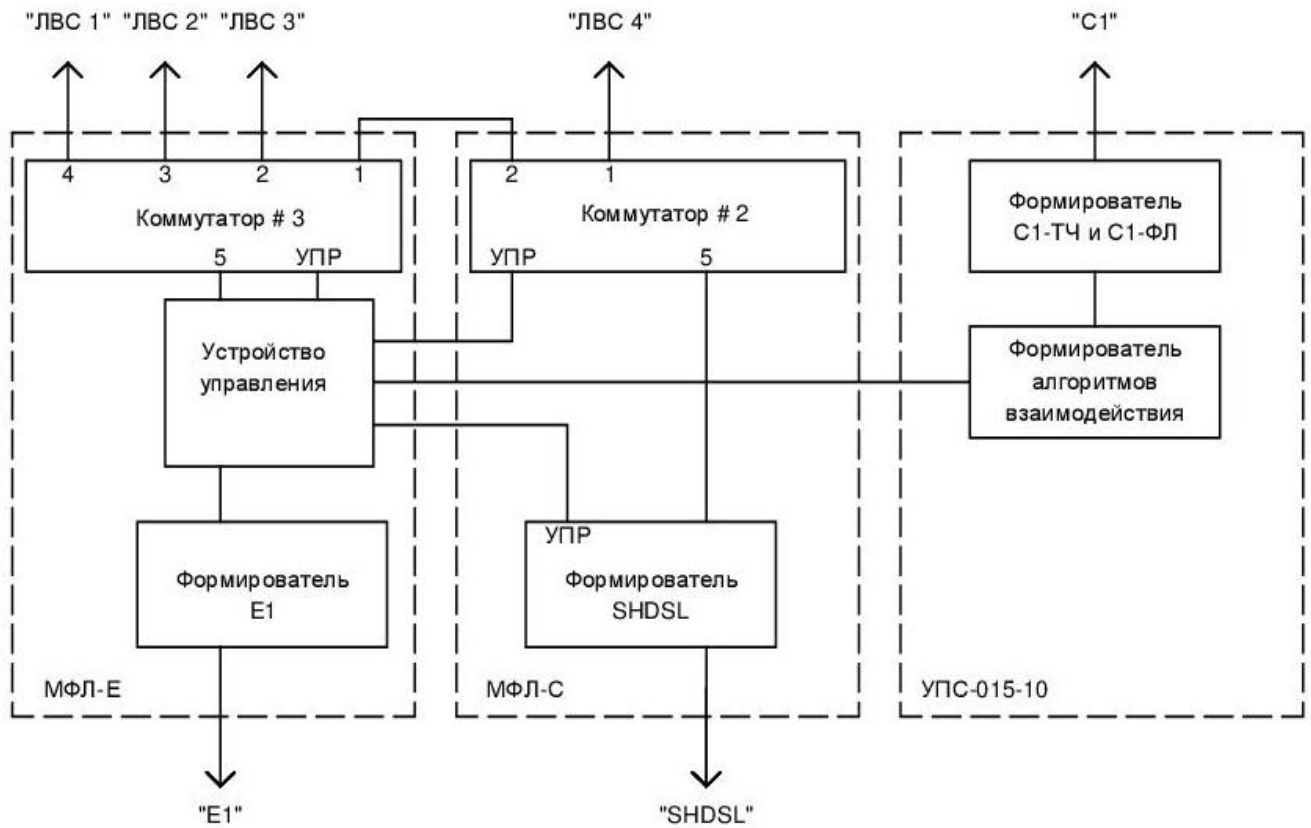 "ЛВС 1" "ЛВС 2" "ЛВС 3" "ЛВС 4" "С1"
4 3 2 1
Коммутатор # 3
5 УПР
2 1
Коммутатор # 2
УПР 5
Формирователь
С1-ТЧ и С1-ФЛ
Устройство
управления
Формирователь
алгоритмов
взаимодействия
Формирователь
Е1
УПР
Формирователь
SHDSL
МФЛ-Е
МФЛ-С
УПС-015-10
"Е1"
"SHDSL"